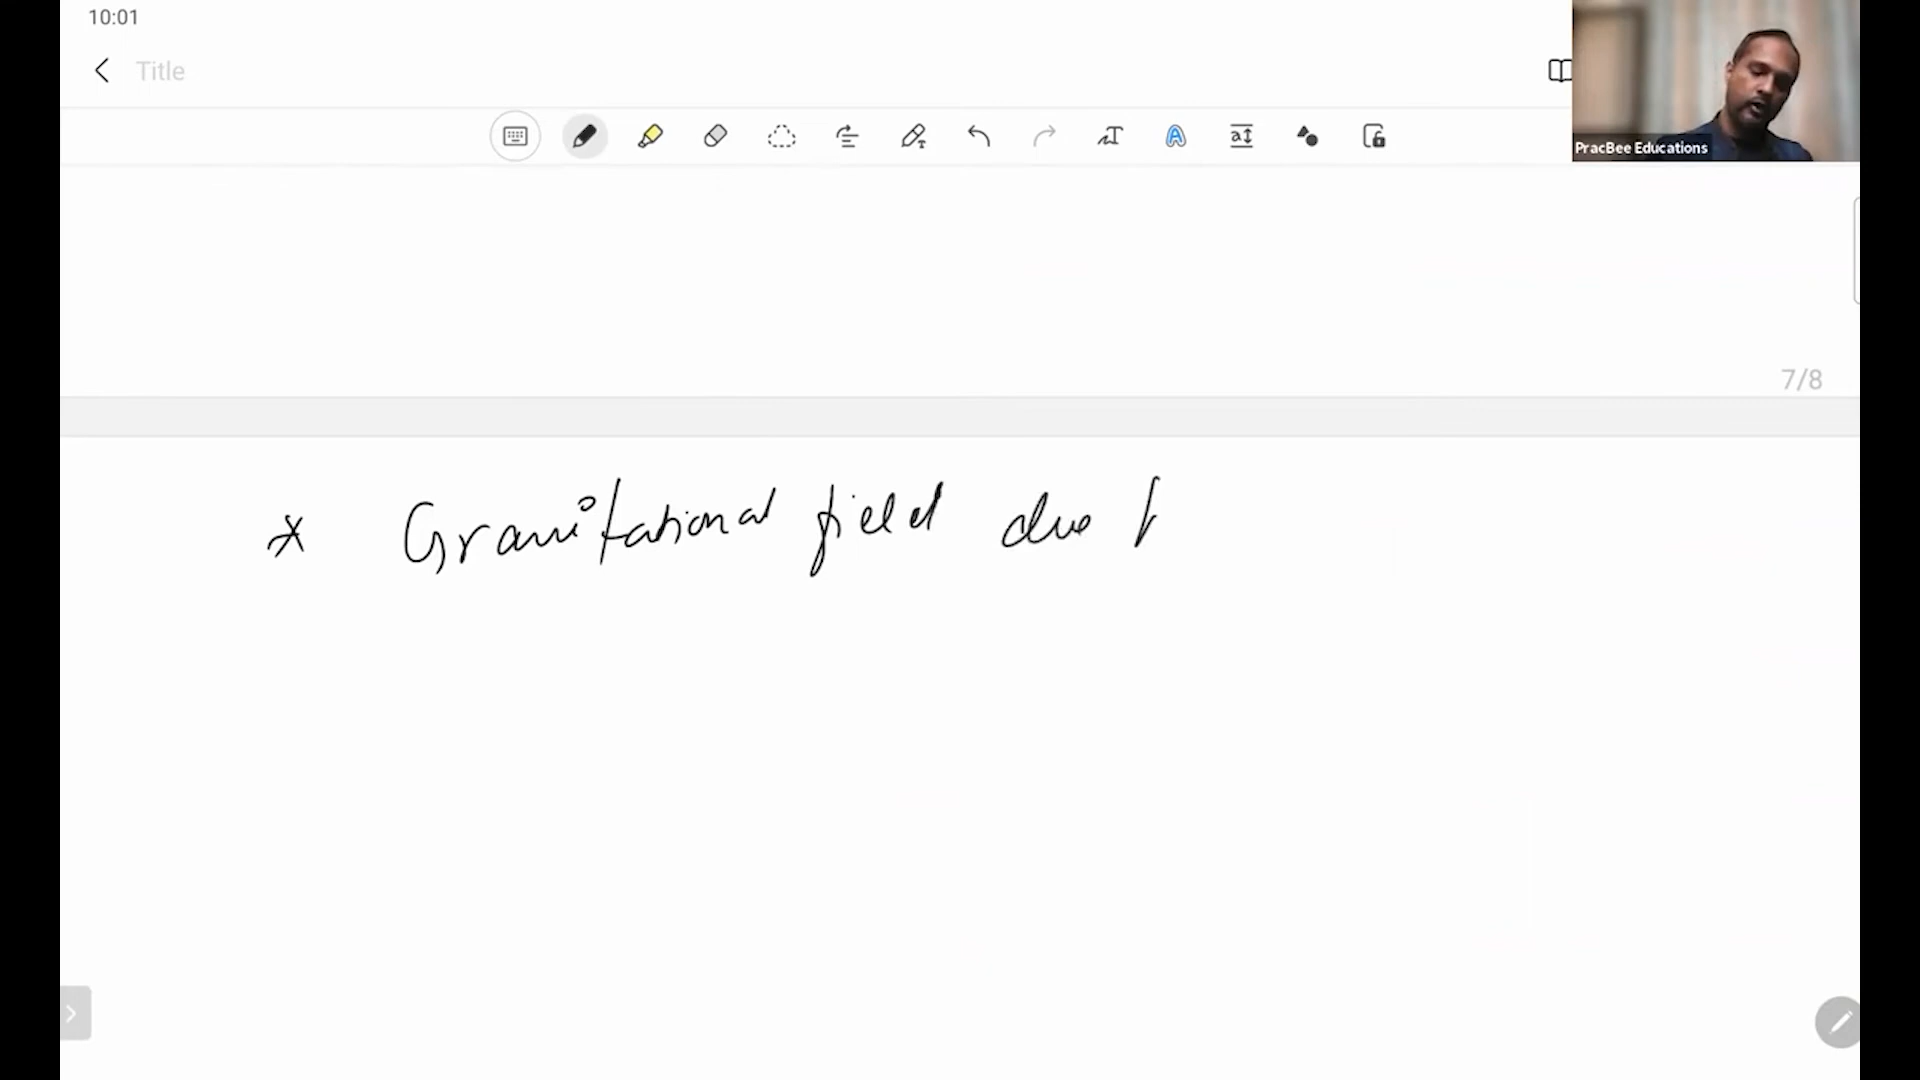 10:01
Title
PracBee Educations
7/8
* Gravitational field due t